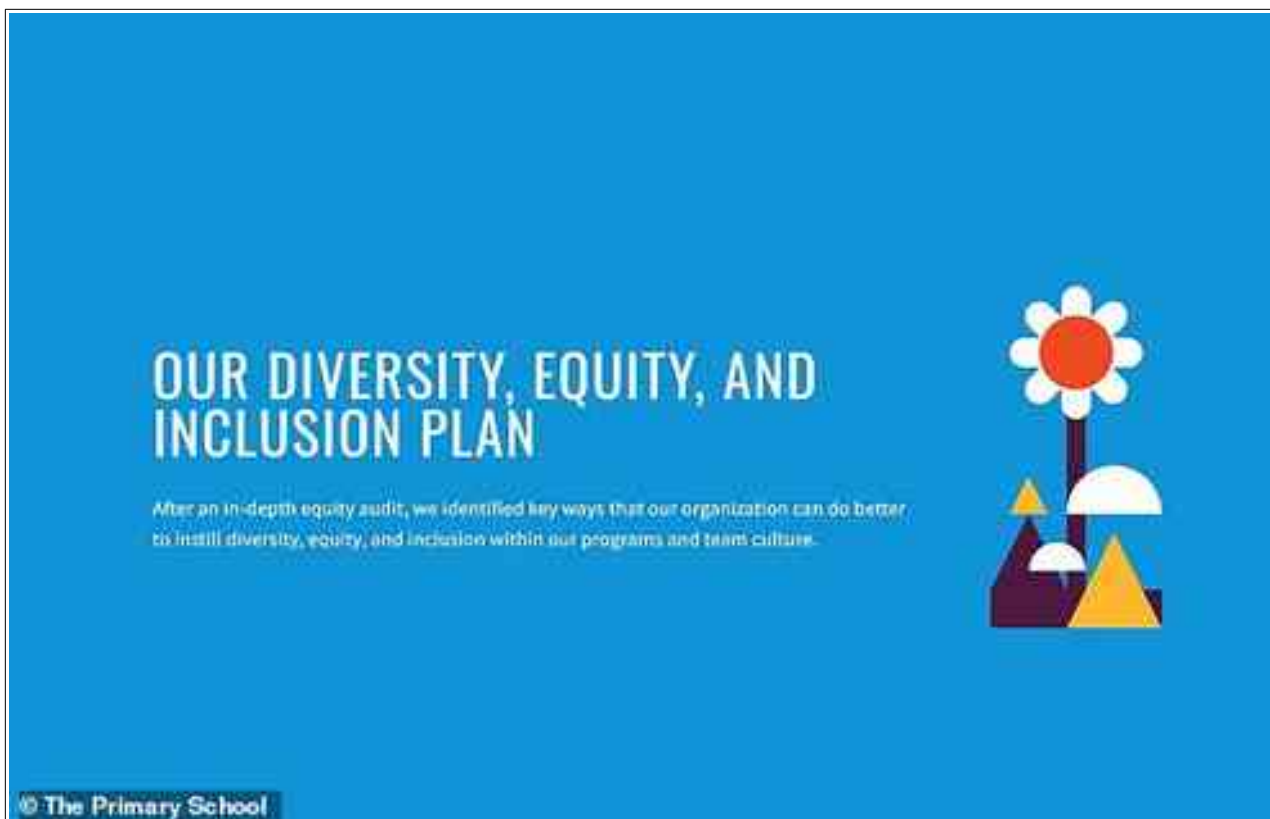 OUR DIVERSITY, EQUITY, AND
INCLUSION PLAN
After an in-depth equity audit, we identified key ways that our organization can do better
to instill diversity, equity, and inclusion within our programs and team culture.
© The Primary School